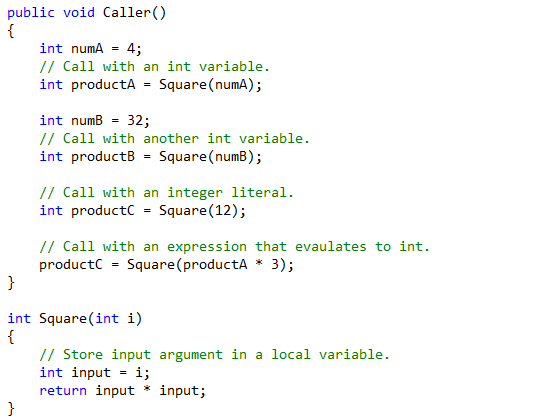 public void Caller()
{
    int numA = 4;
    // Call with an int variable.
    int productA = Square(numA);

    int numB = 32;
    // Call with another int variable.
    int productB = Square(numB);

    // Call with an integer literal.
    int productC = Square(12);

    // Call with an expression that evaulates to int.
    productC = Square(productA * 3);
}

int Square(int i)
{
    // Store input argument in a local variable.
    int input = i;
    return input * input;
}